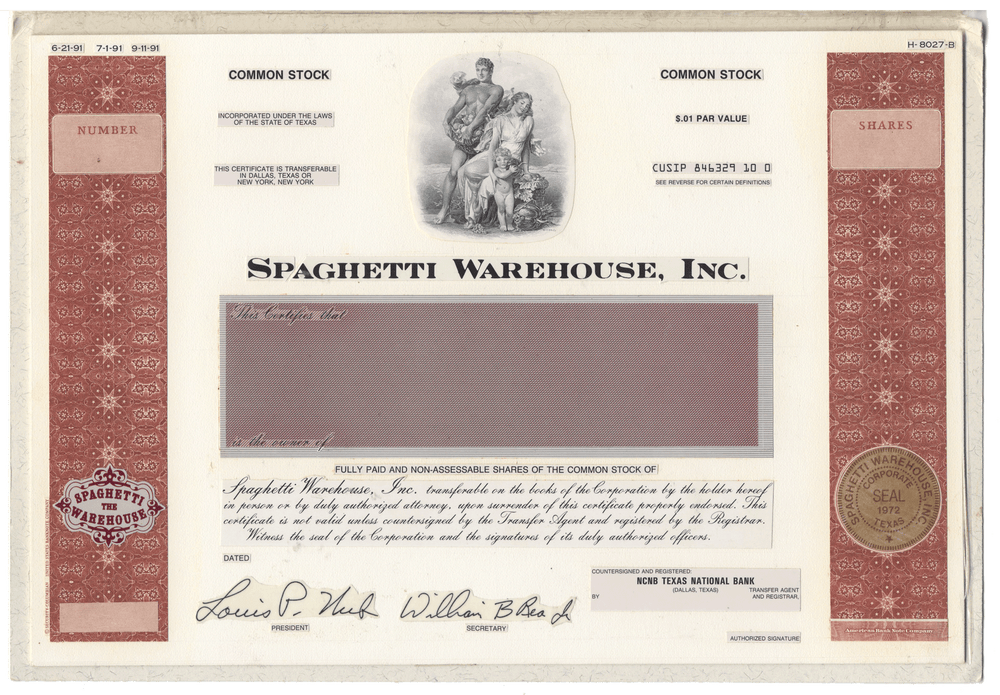 6-21-91 7-1-91 9-11-91
H-8027-B
COMMON STOCK
COMMON STOCK
NUMBER
INCORPORATED UNDER THE LAWS
OF THE STATE OF TEXAS
$.01 PAR VALUE
SHARES
THIS CERTIFICATE IS TRANSFERABLE
IN DALLAS, TEXAS OR
NEW YORK, NEW YORK
CUSIP 846329 10 0
SEE REVERSE FOR CERTAIN DEFINITIONS
SPAGHETTI WAREHOUSE, INC.
This Certifies that
is the owner of
FULLY PAID AND NON-ASSESSABLE SHARES OF THE COMMON STOCK OF
Spaghetti Warehouse, Inc. transferable on the books of the Corporation by the holder hereof
in person or by duly authorized attorney, upon surrender of this certificate properly endorsed. This
certificate is not valid unless countersigned by the Transfer Agent and registered by the Registrar.
Witness the seal of the Corporation and the signatures of its duly authorized officers.
SPAGHETTI
THE
WAREHOUSE
SPAGHETTI WAREHOUSE, INC.
CORPORATE
SEAL
1972
TEXAS
DATED
COUNTERSIGNED AND REGISTERED:
NCNB TEXAS NATIONAL BANK
(DALLAS, TEXAS)
TRANSFER AGENT
BY
AND REGISTRAR,
PRESIDENT
SECRETARY
AUTHORIZED SIGNATURE
American Bank Note Company